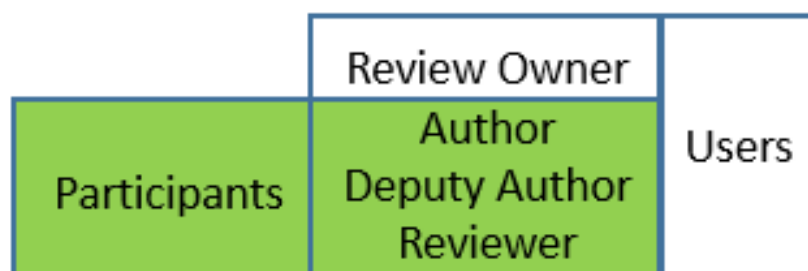 Review Owner
Participants
Author
Deputy Author
Reviewer
Users